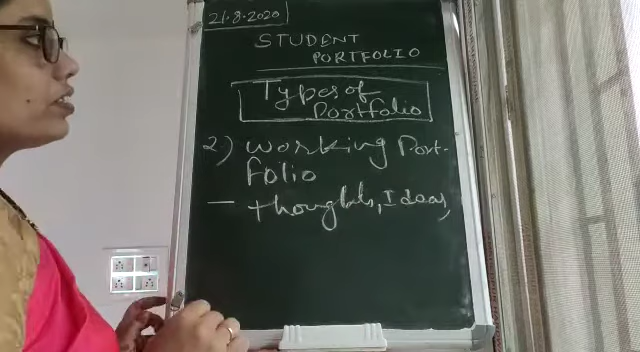 21.8.2020
STUDENT
PORTFOLIO
Types of
Portfolio
2) Working Port-
folio
- thoughts, Ideas,